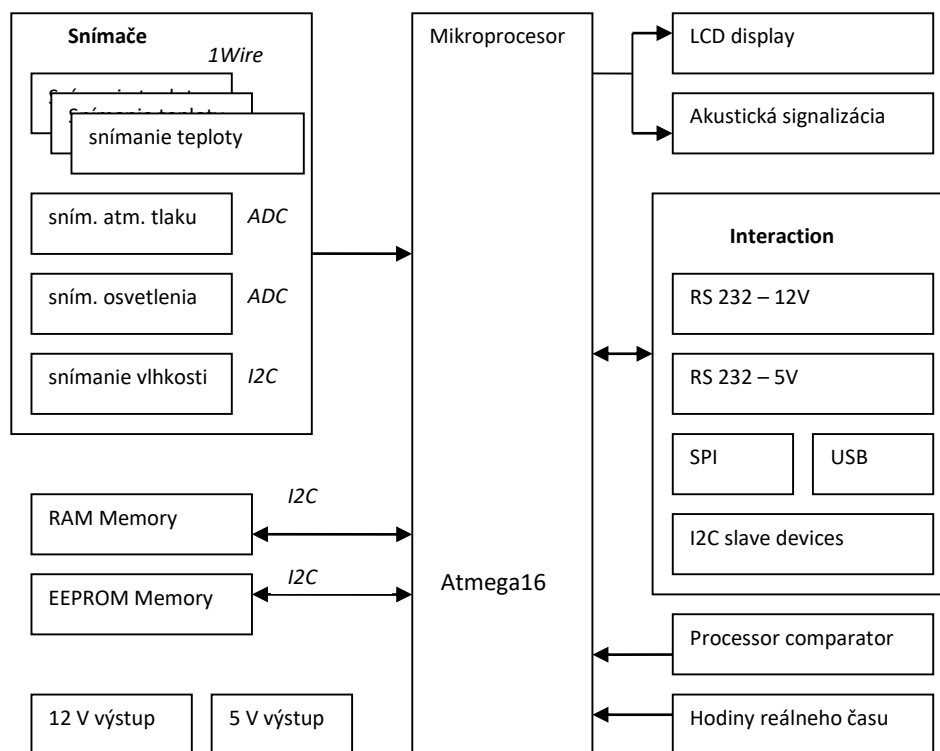 Snímače
1Wire
snímanie teploty
sním. atm. tlaku
ADC
sním. osvetlenia
ADC
snímanie vlhkosti
I2C
RAM Memory
I2C
EEPROM Memory
I2C
12 V výstup
5 V výstup
Mikroprocesor
Atmega16
LCD display
Akustická signalizácia
Interaction
RS 232 – 12V
RS 232 – 5V
SPI
USB
I2C slave devices
Processor comparator
Hodiny reálneho času